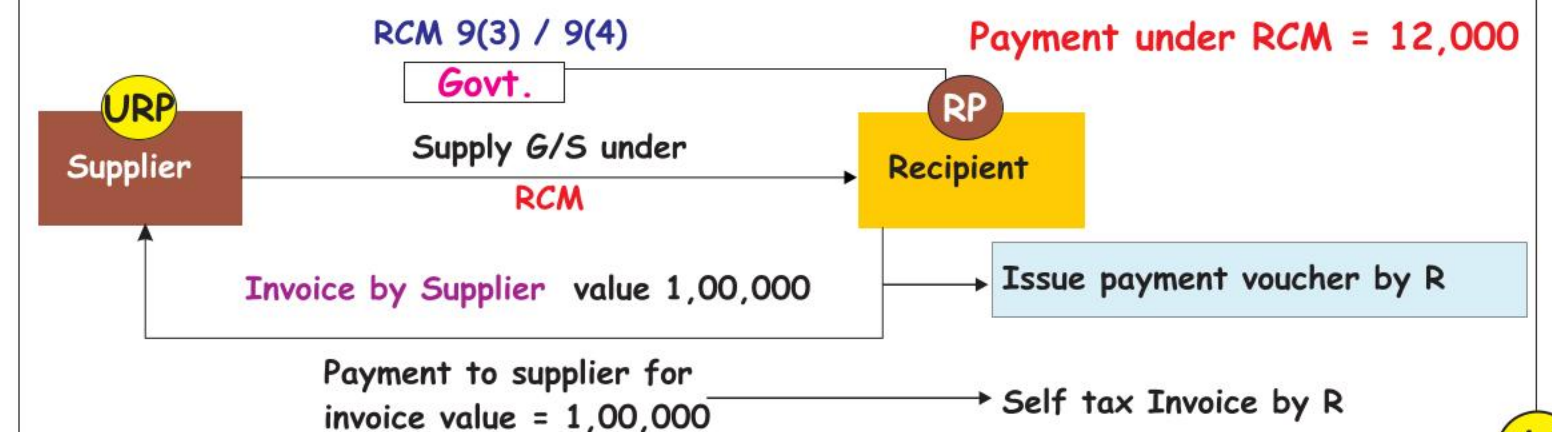 RCM 9(3) / 9(4)
Payment under RCM = 12,000
Govt.
URP
RP
Supplier
Supply G/S under
RCM
Recipient
Invoice by Supplier value 1,00,000
Issue payment voucher by R
Payment to supplier for
invoice value = 1,00,000
Self tax Invoice by R